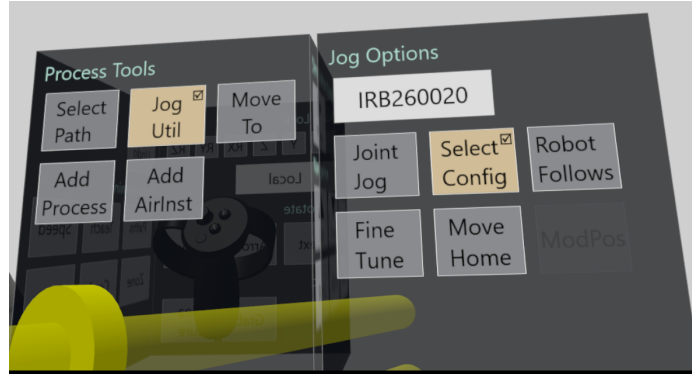 Process Tools
Select
Path
Jog
Util
Move
To
Add
Process
Add
AirInst
Jog Options
IRB260020
Joint
Jog
Select
Config
Robot
Follows
Fine
Tune
Move
Home
ModPos
Local